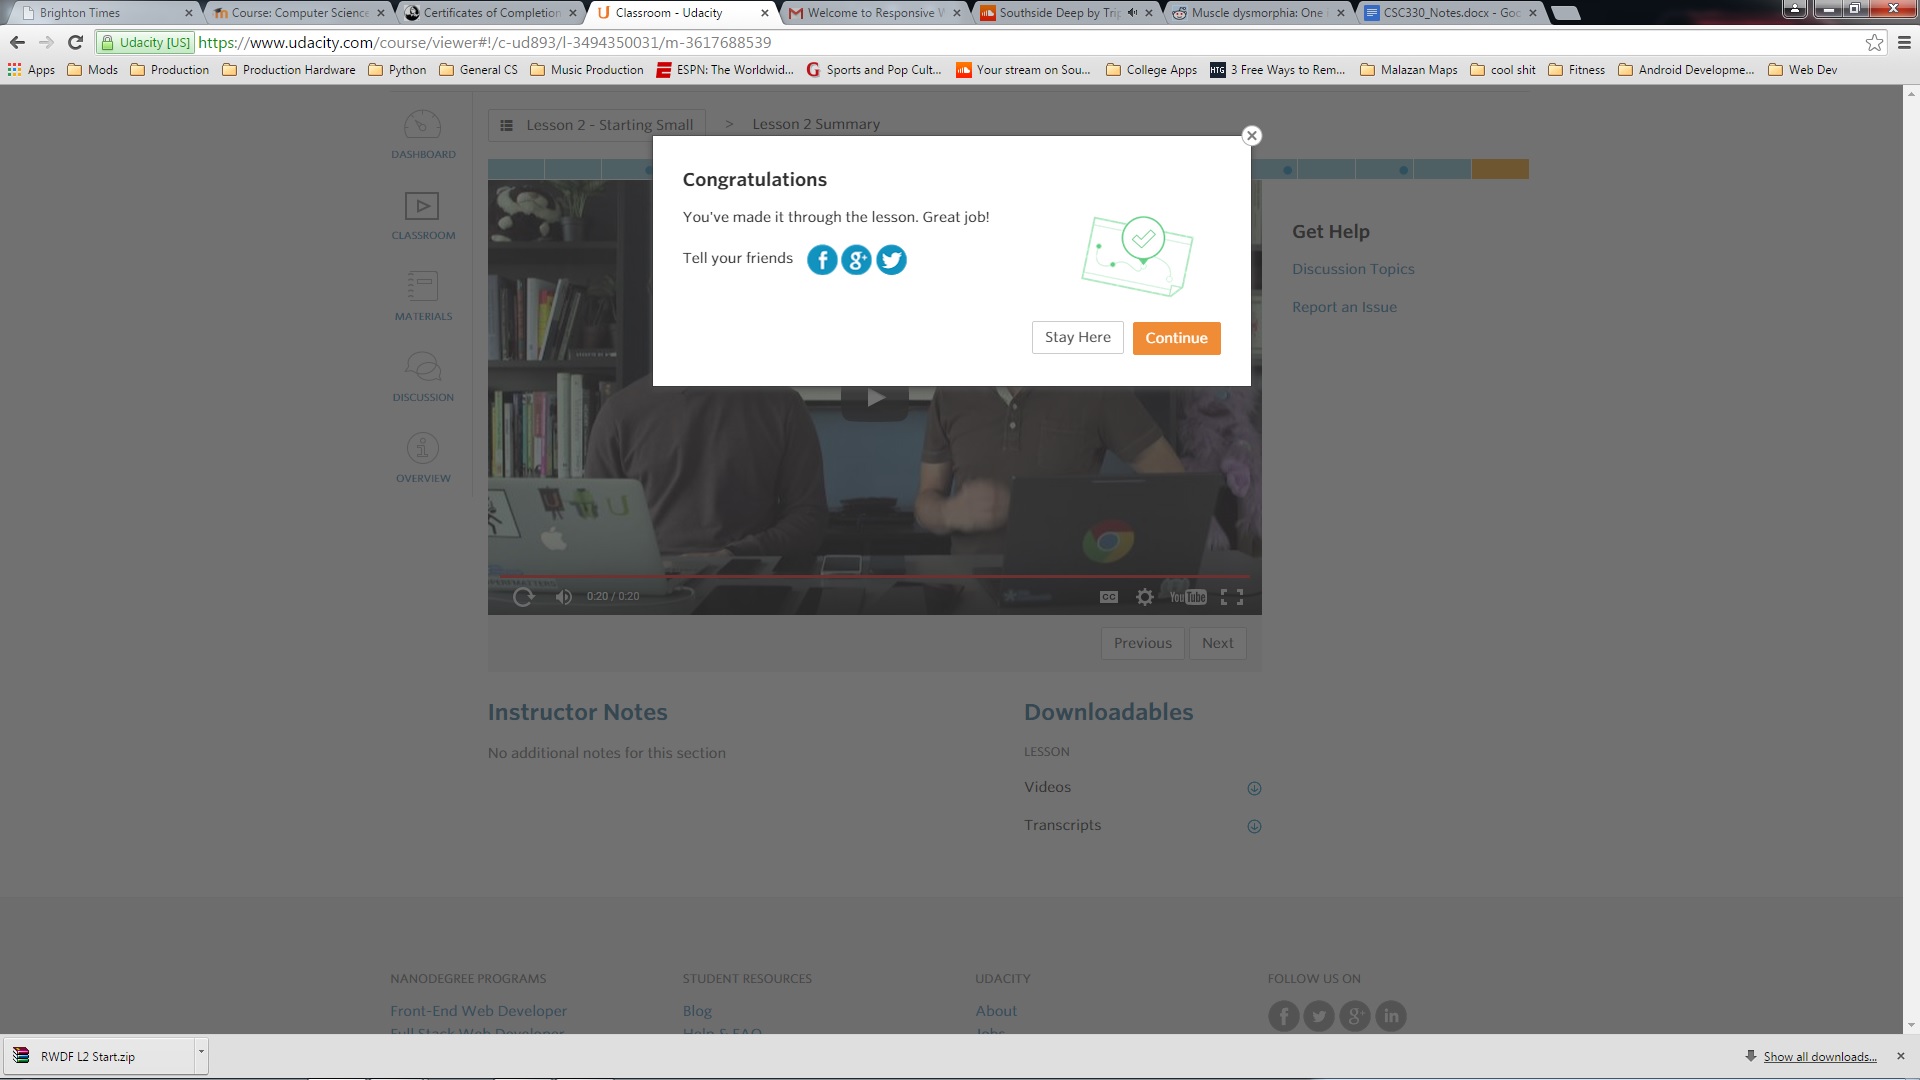 Brighton Times
Course: Computer Science
Certificates of Completion
Classroom - Udacity
Welcome to Responsive W
Southside Deep by Trip
Muscle dysmorphia: One
CSC330_Notes.docx - Goo
Udacity [US]
https://www.udacity.com/course/viewer#!/c-ud893/l-3494350031/m-3617688539
Apps
Mods
Production
Production Hardware
Python
General CS
Music Production
ESPN: The Worldwid...
Sports and Pop Cult...
Your stream on Sou...
College Apps
HTG
3 Free Ways to Rem...
Malazan Maps
cool shit
Fitness
Android Developme...
Web Dev
DASHBOARD
CLASSROOM
MATERIALS
DISCUSSION
OVERVIEW
Lesson 2 - Starting Small
>
Lesson 2 Summary
Congratulations
You've made it through the lesson. Great job!
Tell your friends
Stay Here
Continue
Get Help
Discussion Topics
Report an Issue
0:20 / 0:20
CC
YouTube
Previous
Next
Instructor Notes
No additional notes for this section
Downloadables
LESSON
Videos
Transcripts
NANODEGREE PROGRAMS
Front-End Web Developer
Full Stack Web Developer
STUDENT RESOURCES
Blog
Help & FAQ
UDACITY
About
Jobs
FOLLOW US ON
RWDF L2 Start.zip
Show all downloads...